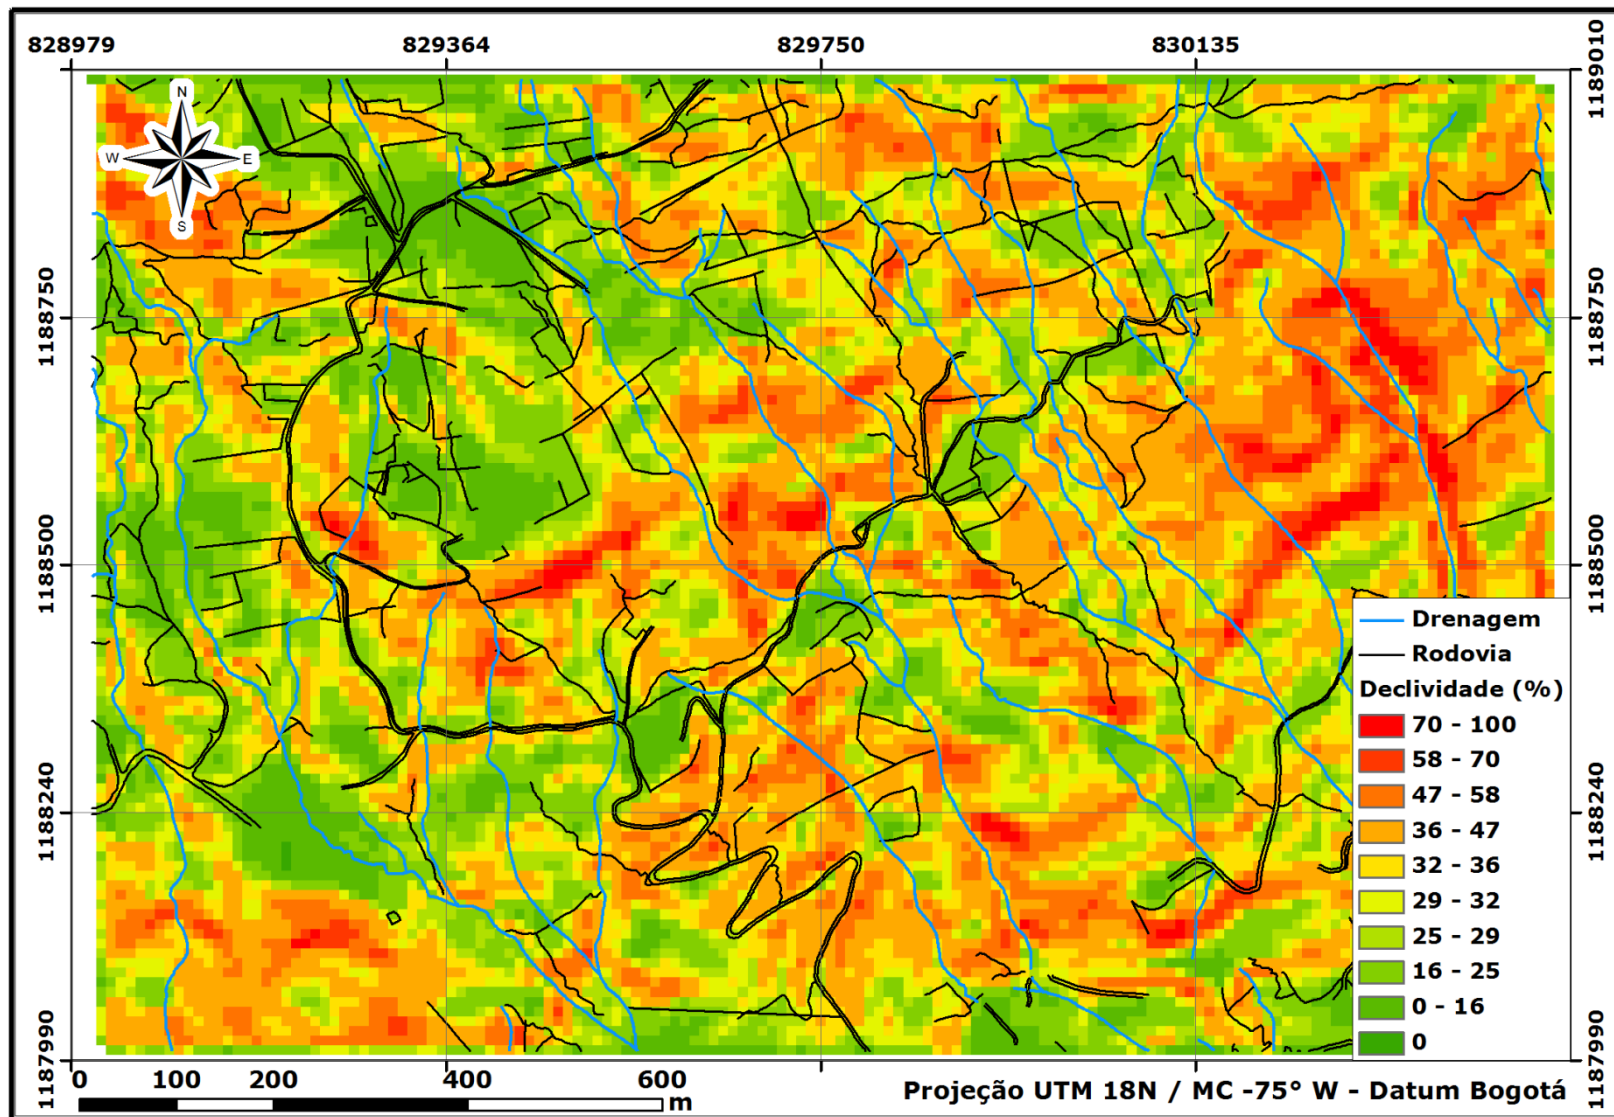 828979 829364 829750 830135
1189010
N
W E
S
1188750 1188750
1188500 1188500
Drenagem
Rodovia
Declividade (%)
70 - 100
58 - 70
47 - 58
36 - 47
32 - 36
29 - 32
25 - 29
16 - 25
0 - 16
0
1188240 1188240
1187990 1187990
0 100 200 400 600 m
Projeção UTM 18N / MC -75° W - Datum Bogotá